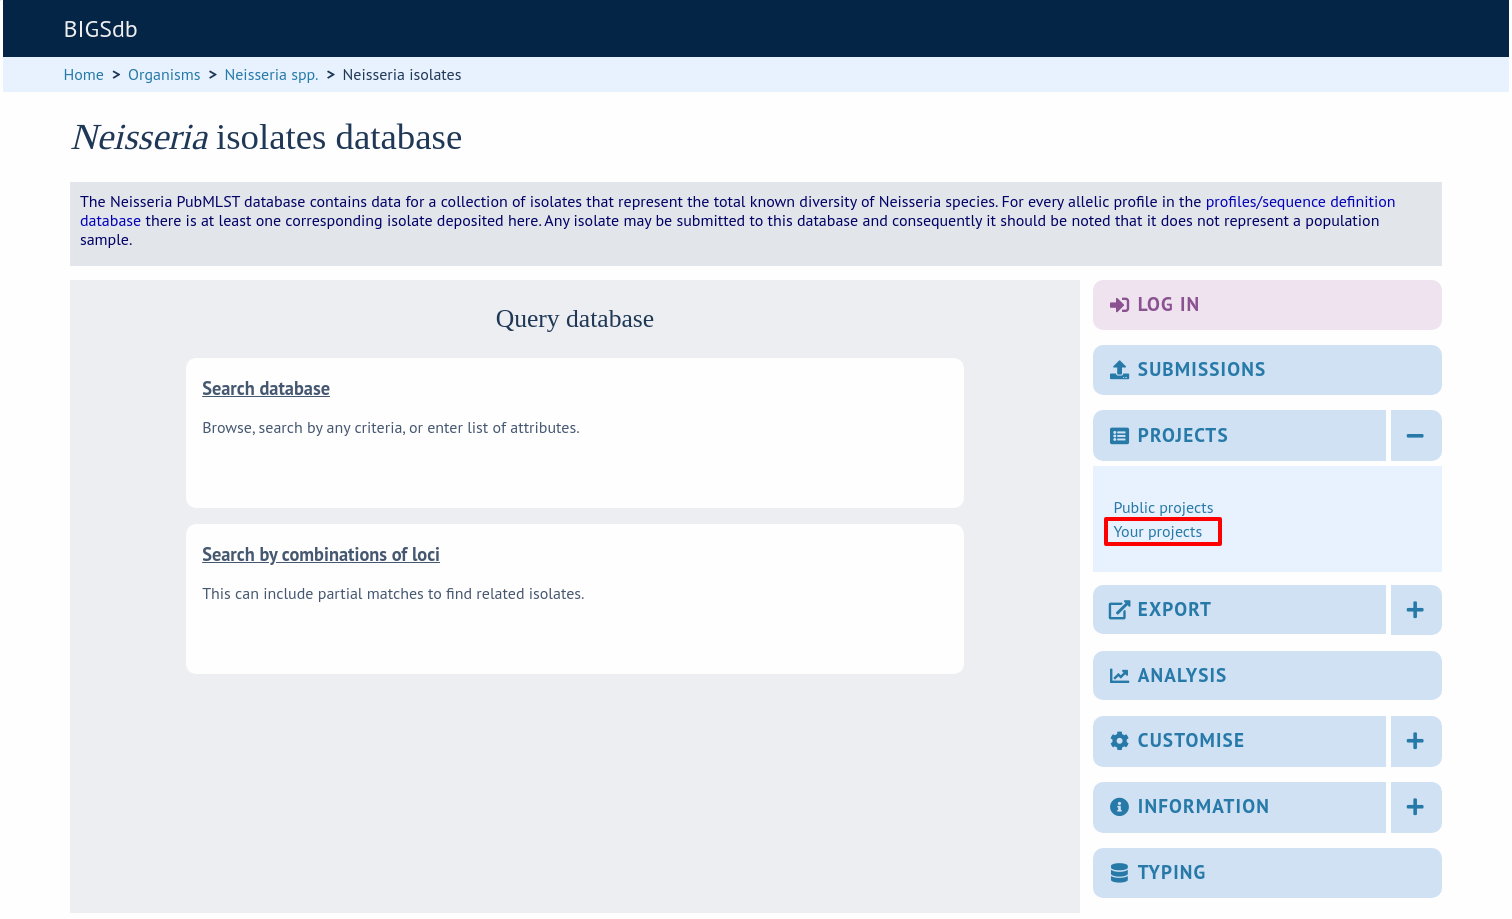 BIGSdb
Home > Organisms > Neisseria spp. > Neisseria isolates
Neisseria isolates database
The Neisseria PubMLST database contains data for a collection of isolates that represent the total known diversity of Neisseria species. For every allelic profile in the profiles/sequence definition
database there is at least one corresponding isolate deposited here. Any isolate may be submitted to this database and consequently it should be noted that it does not represent a population
sample.
Query database
Search database
Browse, search by any criteria, or enter list of attributes.
Search by combinations of loci
This can include partial matches to find related isolates.
LOG IN
SUBMISSIONS
PROJECTS
Public projects
Your projects
EXPORT
ANALYSIS
CUSTOMISE
INFORMATION
TYPING